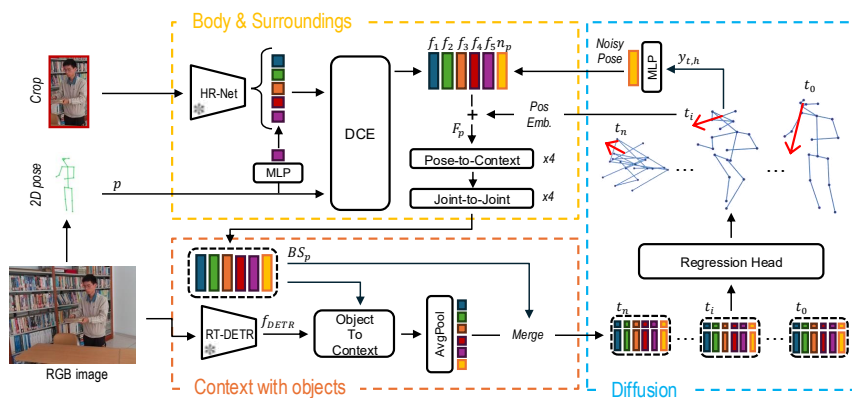 Body & Surroundings
Crop
HR-Net
MLP
DCE
f₁ f₂ f₃ f₄ f₅ nₚ
Noisy
Pose
MLP
yₜ,ₕ
t₀
tᵢ
tₙ
+
Pos
Emb.
Fₚ
Pose-to-Context
x4
Joint-to-Joint
x4
2D pose
p
BSₚ
RT-DETR
f_DETR
Object
To
Context
AvgPool
Merge
Regression Head
tₙ
tᵢ
t₀
...
...
...
...
RGB image
Context with objects
Diffusion